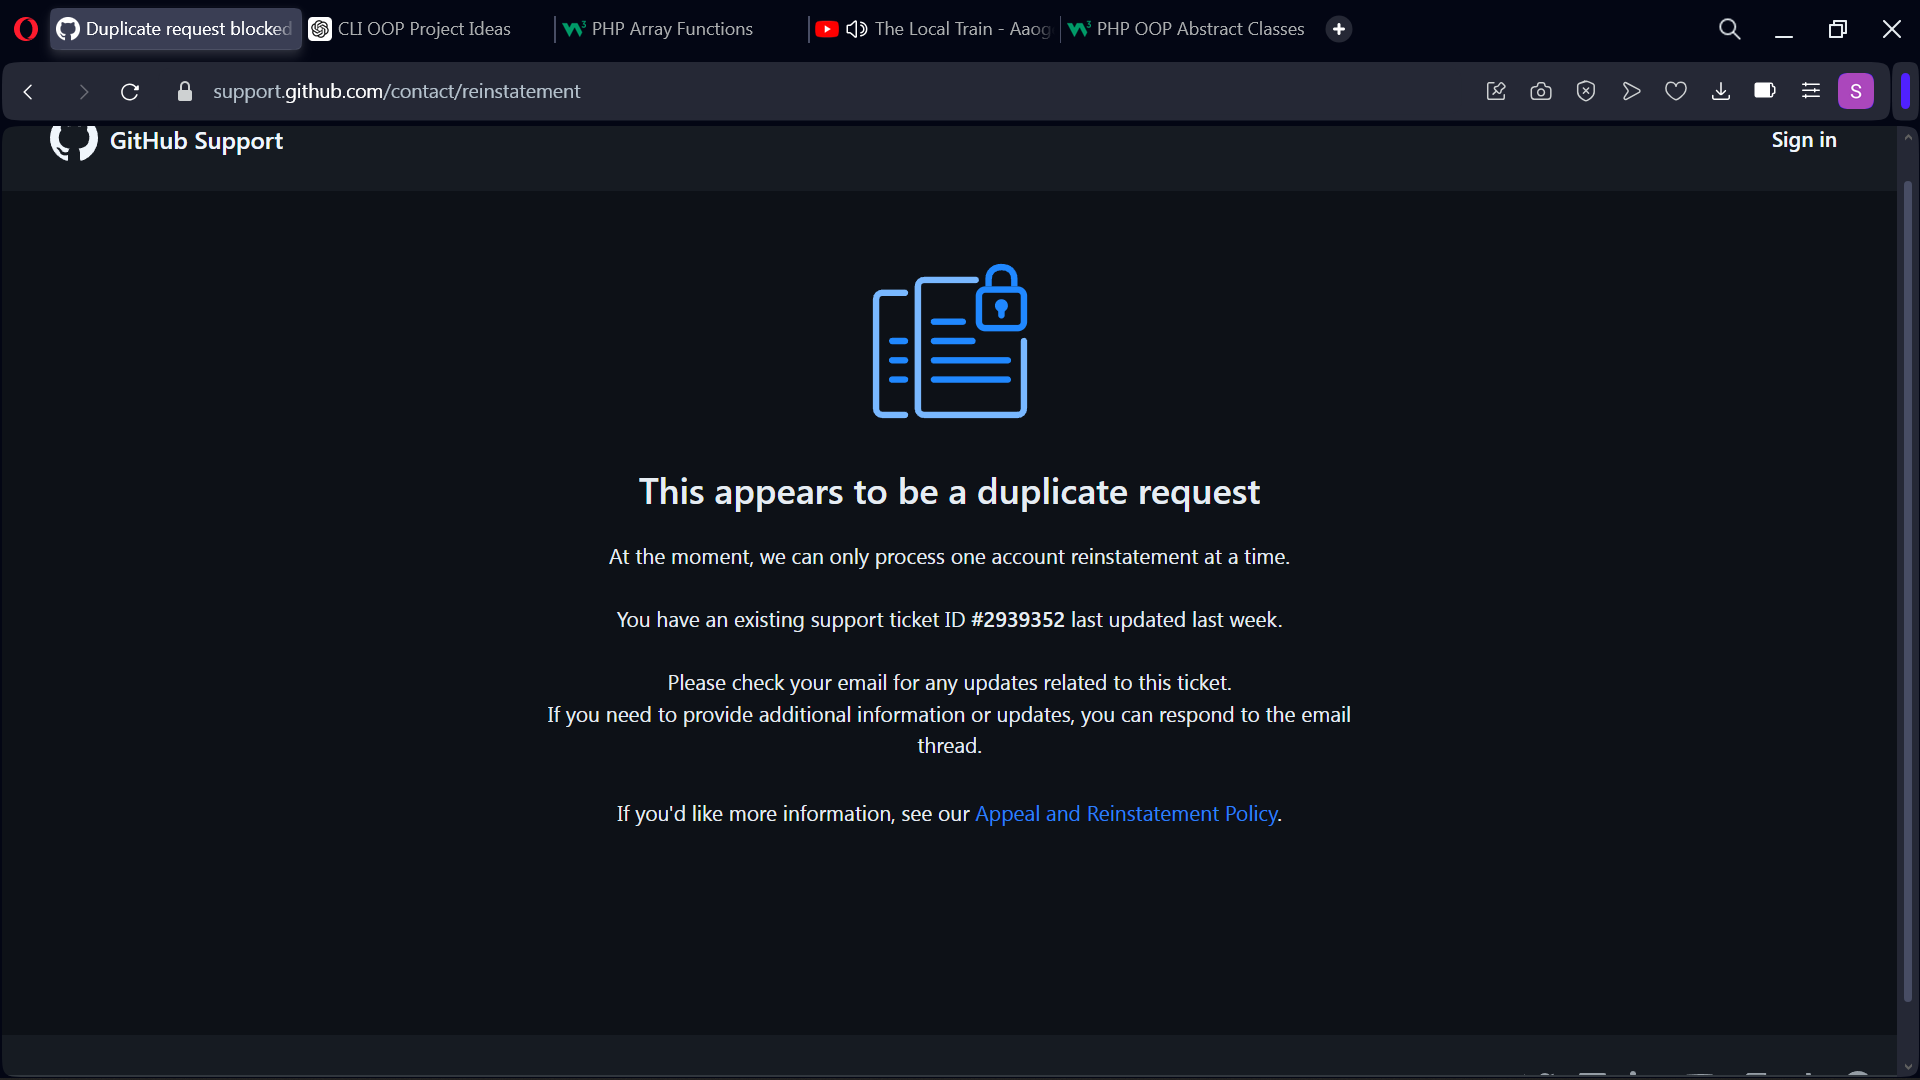 Duplicate request blocked
CLI OOP Project Ideas
PHP Array Functions
The Local Train - Aaog
PHP OOP Abstract Classes
support.github.com/contact/reinstatement
S
GitHub Support
Sign in
This appears to be a duplicate request
At the moment, we can only process one account reinstatement at a time.
You have an existing support ticket ID #2939352 last updated last week.
Please check your email for any updates related to this ticket.
If you need to provide additional information or updates, you can respond to the email
thread.
If you'd like more information, see our Appeal and Reinstatement Policy.